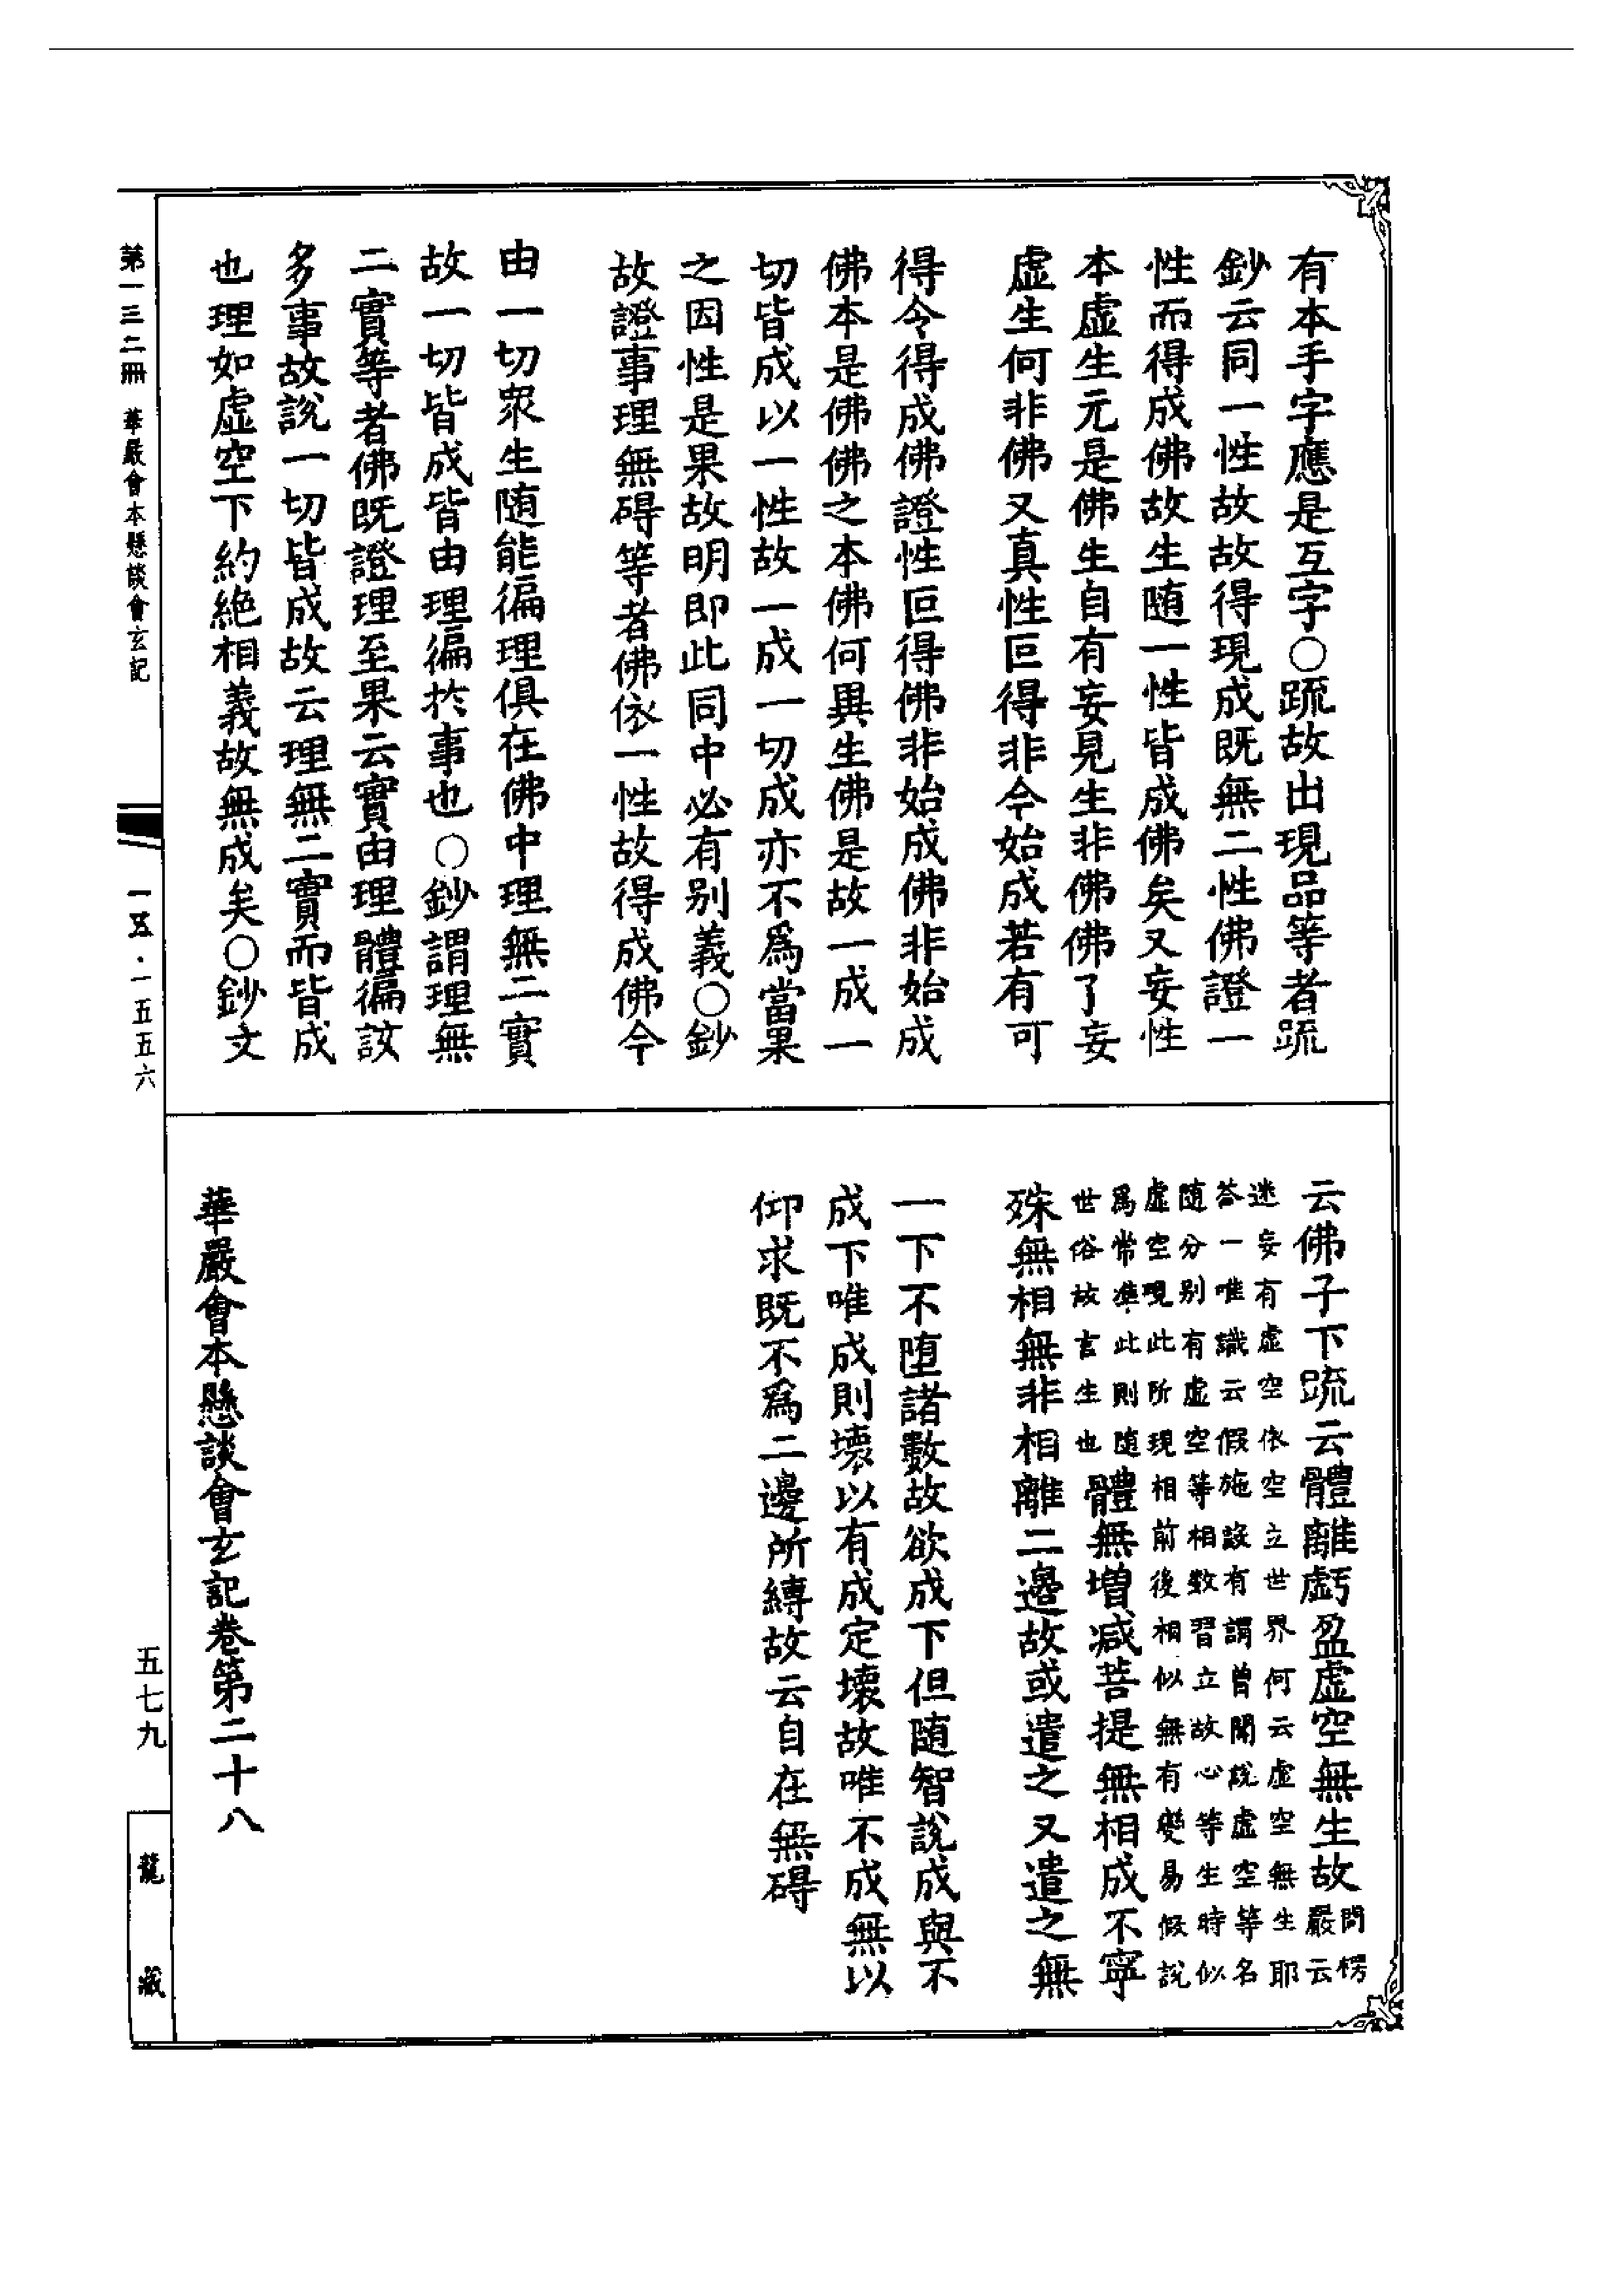 有本手字應是互字○䟽故出現品等者䟽
鈔云同一性故故得現成既無二性佛證一
性而得成佛故生随一性皆成佛矣又妄性
本虛生元是佛生自有妄見生非佛佛了妄
虛生何非佛又真性叵得非今始成若有可
得今得成佛證性叵得佛非始成佛非始成
佛本是佛佛之本佛何異生佛是故一成一
切皆成以一性故一成一切成亦不爲當果
之因性是果故明即此同中必有别義○鈔
故證事理無碍等者佛依一性故得成佛今
由一切衆生随能徧理俱在佛中理無二實
故一切皆成皆由理徧於事也○鈔謂理無
二實等者佛既證理至果云實由理體徧該
多事故說一切皆成故云理無二實而皆成
也理如虛空下約絶相義故無成矣○鈔文
云佛子下䟽云體離虧盈虛空無生故問楞
嚴云
迷妄有虛空依空立世界何云虛空無生耶
荅一唯識云假施設有謂曽聞說虛空等名
随分别有虛空等相數習立故心等生時似
虛空現此所現相前後相似無有變易假說
爲常準此則随
世俗故言生也
體無増减菩提無相成不寜
殊無相無非相離二邉故或遣之又遣之無
一下不堕諸數故欲成下但随智說成與不
成下唯成則壊以有成定壊故唯不成無以
仰求既不爲二邊所縛故云自在無碍
華嚴會本懸談會玄記卷第二十八
第一三二冊 華嚴會本懸談會玄記
一五·一五五六
五七九
龍藏